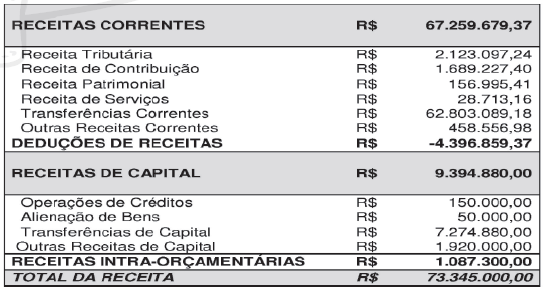 RECEITAS CORRENTES R$ 67.259.679,37
Receita Tributária R$ 2.123.097,24
Receita de Contribuição R$ 1.689.227,40
Receita Patrimonial R$ 156.995,41
Receita de Serviços R$ 28.713,16
Transferências Correntes R$ 62.803.089,18
Outras Receitas Correntes R$ 458.556,98
DEDUÇÕES DE RECEITAS R$ -4.396.859,37
RECEITAS DE CAPITAL R$ 9.394.880,00
Operações de Créditos R$ 150.000,00
Alienação de Bens R$ 50.000,00
Transferências de Capital R$ 7.274.880,00
Outras Receitas de Capital R$ 1.920.000,00
RECEITAS INTRA-ORÇAMENTÁRIAS R$ 1.087.300,00
TOTAL DA RECEITA R$ 73.345.000,00